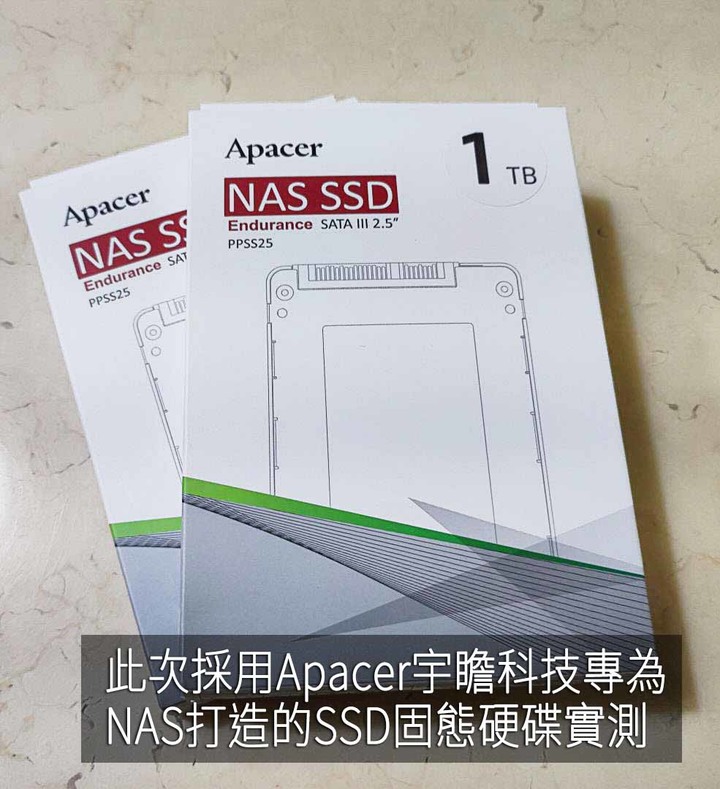 Apacer
NAS SSD
Endurance SATA III 2.5”
PPSS25
1 TB
Apacer
NAS SS
Endurance SAT
PPSS25
此次採用Apacer宇瞻科技專為
NAS打造的SSD固態硬碟實測